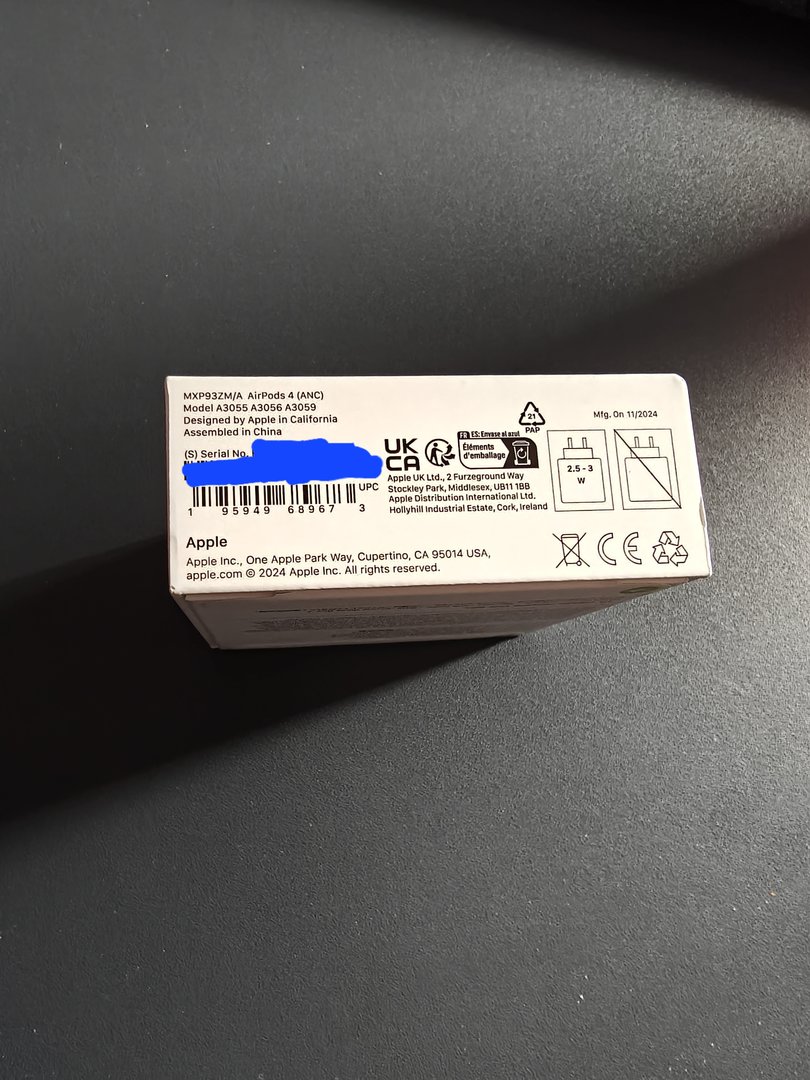 MXP93ZM/A AirPods 4 (ANC)
Model A3055 A3056 A3059
Designed by Apple in California
Assembled in China
(S) Serial No.
UPC
1 95949 68967 3
Apple
Apple Inc., One Apple Park Way, Cupertino, CA 95014 USA,
apple.com © 2024 Apple Inc. All rights reserved.
UK
CA
FR ES: Envase al azul
Éléments
d'emballage
Apple UK Ltd., 2 Furzeground Way
Stockley Park, Middlesex, UB11 1BB
Apple Distribution International Ltd.
Hollyhill Industrial Estate, Cork, Ireland
21
PAP
Mfg. On 11/2024
2.5 - 3
W
CE